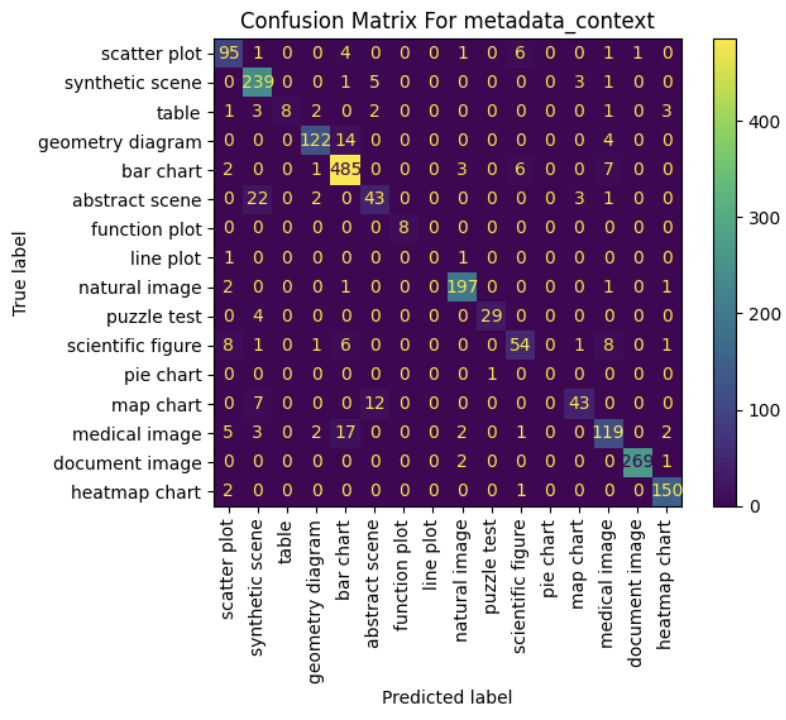 Confusion Matrix For metadata_context
scatter plot 95 1 0 0 4 0 0 0 1 0 6 0 0 1 1 0
synthetic scene 0 239 0 0 1 5 0 0 0 0 0 0 3 1 0 0
table 1 3 8 2 0 2 0 0 0 0 0 0 0 1 0 3
geometry diagram 0 0 0 122 14 0 0 0 0 0 0 0 0 4 0 0
bar chart 2 0 0 1 485 0 0 0 3 0 6 0 0 7 0 0
abstract scene 0 22 0 2 0 43 0 0 0 0 0 0 3 1 0 0
function plot 0 0 0 0 0 0 8 0 0 0 0 0 0 0 0 0
line plot 1 0 0 0 0 0 0 0 1 0 0 0 0 0 0 0
natural image 2 0 0 0 1 0 0 0 197 0 0 0 0 1 0 1
puzzle test 0 4 0 0 0 0 0 0 0 29 0 0 0 0 0 0
scientific figure 8 1 0 1 6 0 0 0 0 0 54 0 1 8 0 1
pie chart 0 0 0 0 0 0 0 0 0 1 0 0 0 0 0 0
map chart 0 7 0 0 0 12 0 0 0 0 0 0 43 0 0 0
medical image 5 3 0 2 17 0 0 0 2 0 1 0 0 119 0 2
document image 0 0 0 0 0 0 0 0 2 0 0 0 0 0 269 1
heatmap chart 2 0 0 0 0 0 0 0 0 0 1 0 0 0 0 150
True label
scatter plot
synthetic scene
table
geometry diagram
bar chart
abstract scene
function plot
line plot
natural image
puzzle test
scientific figure
pie chart
map chart
medical image
document image
heatmap chart
Predicted label
400
300
200
100
0